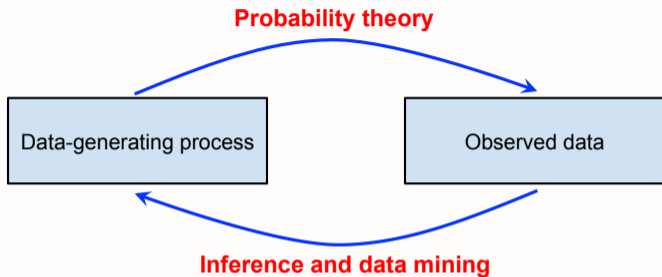 Probability theory
Data-generating process
Observed data
Inference and data mining